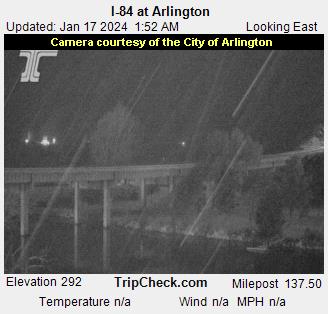 I-84 at Arlington
Updated: Jan 17 2024 1:52 AM Looking East
Camera courtesy of the City of Arlington
Elevation 292 TripCheck.com Milepost 137.50
Temperature n/a Wind n/a MPH n/a